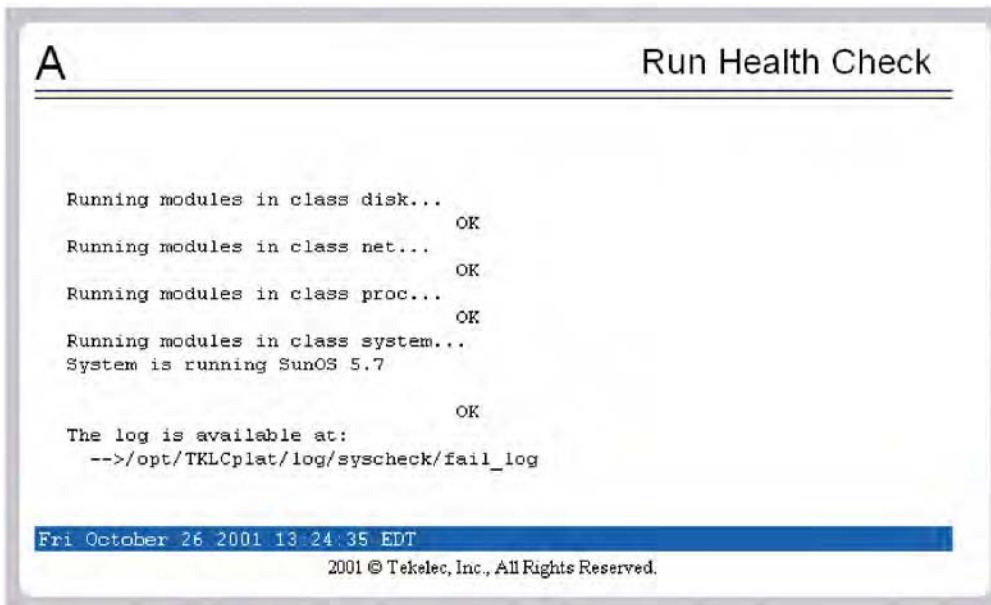 A
Run Health Check
Running modules in class disk...
OK
Running modules in class net...
OK
Running modules in class proc...
OK
Running modules in class system...
System is running SunOS 5.7
OK
The log is available at:
-->/opt/TKLCplat/log/syscheck/fail_log
Fri October 26 2001 13:24:35 EDT
2001 © Tekelec, Inc., All Rights Reserved.